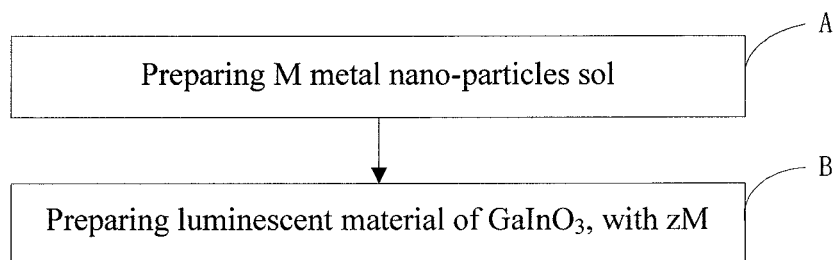 A
Preparing M metal nano-particles sol
B
Preparing luminescent material of GaInO₃, with zM